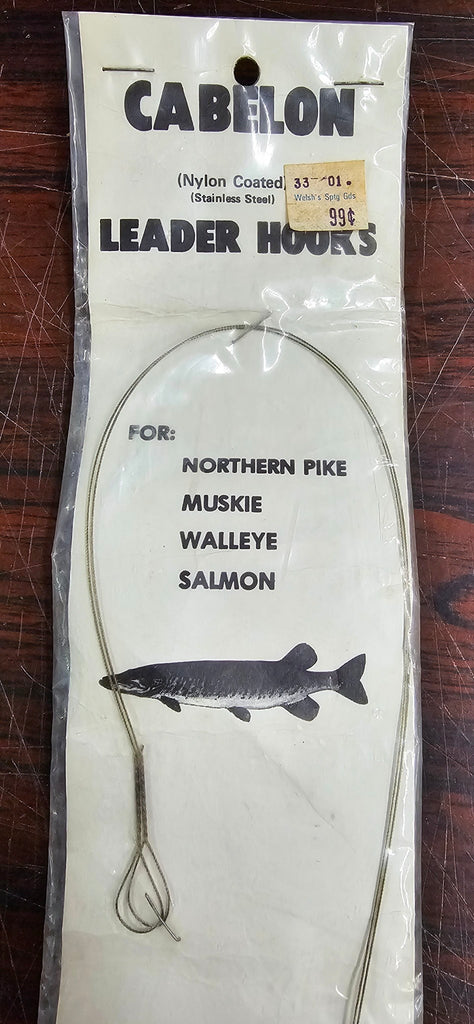 CABELON
(Nylon Coated)
(Stainless Steel)
33 01.
Welsh's Sptg Gds
99¢
LEADER HOOKS
FOR:
NORTHERN PIKE
MUSKIE
WALLEYE
SALMON